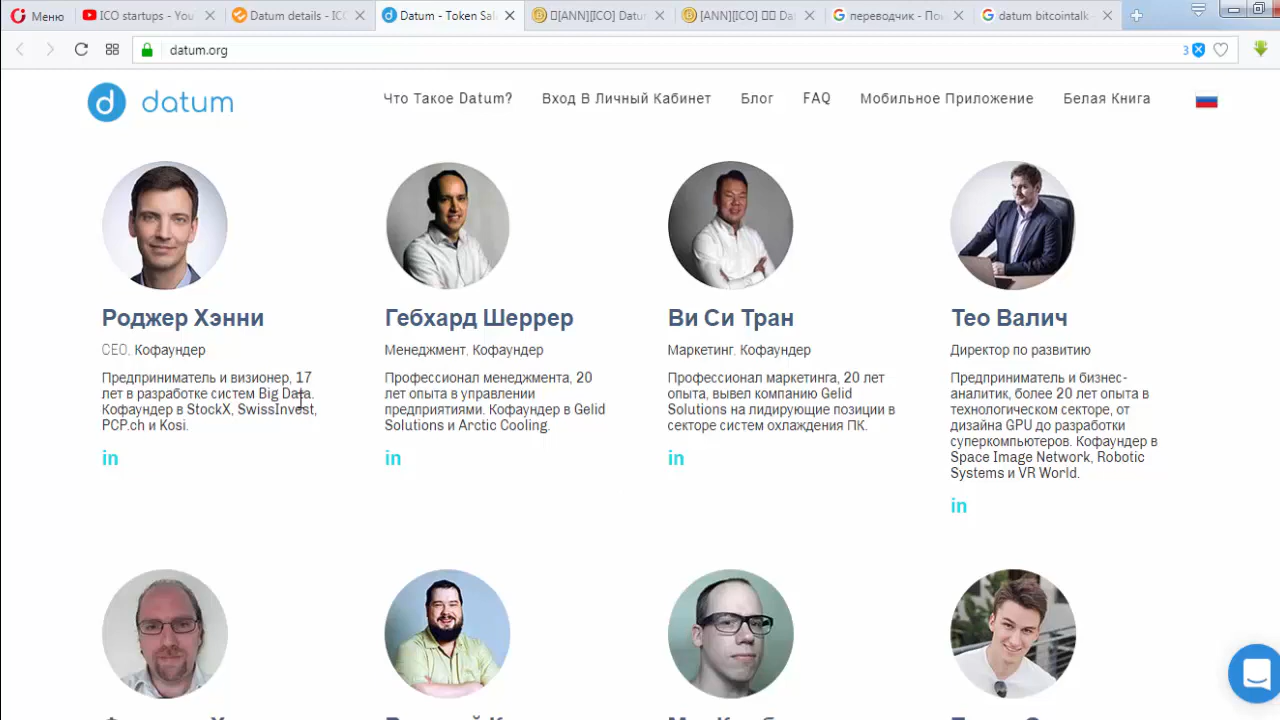 Меню
ICO startups - You
Datum details - ICO
Datum - Token Sal
[ANN][ICO] Datu
[ANN][ICO] Da
переводчик - По
datum bitcointalk -
datum.org
3
datum
Что Такое Datum?
Вход В Личный Кабинет
Блог
FAQ
Мобильное Приложение
Белая Книга
Роджер Хэнни
CEO, Кофаундер
Предприниматель и визионер, 17
лет в разработке систем Big Data.
Кофаундер в StockX, SwissInvest,
PCP.ch и Kosi.
in
Гебхард Шеррер
Менеджмент, Кофаундер
Профессионал менеджмента, 20
лет опыта в управлении
предприятиями. Кофаундер в Gelid
Solutions и Arctic Cooling.
in
Ви Си Тран
Маркетинг, Кофаундер
Профессионал маркетинга, 20 лет
опыта, вывел компанию Gelid
Solutions на лидирующие позиции в
секторе систем охлаждения ПК.
in
Тео Валич
Директор по развитию
Предприниматель и бизнес-
аналитик, более 20 лет опыта в
технологическом секторе, от
дизайна GPU до разработки
суперкомпьютеров. Кофаундер в
Space Image Network, Robotic
Systems и VR World.
in